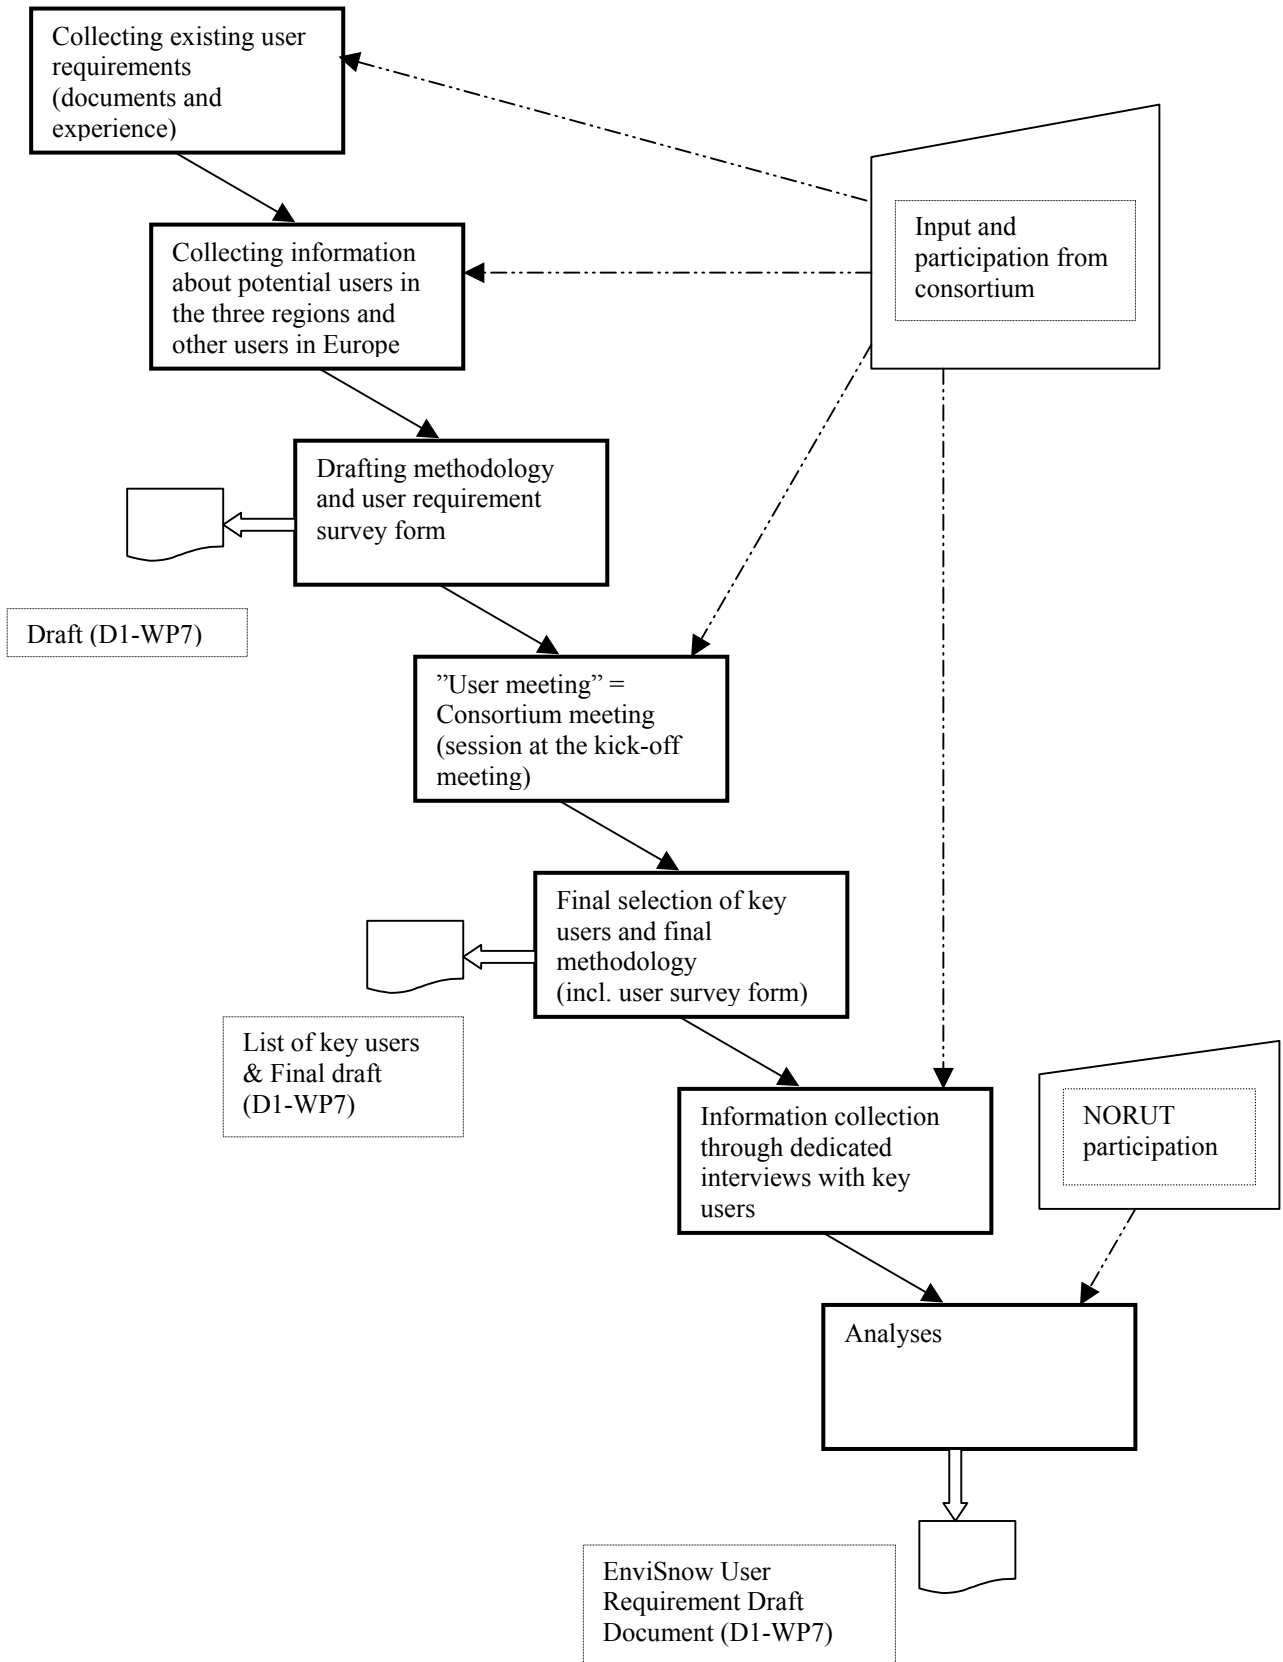 Collecting existing user
requirements
(documents and
experience)
Input and
participation from
consortium
Collecting information
about potential users in
the three regions and
other users in Europe
Drafting methodology
and user requirement
survey form
Draft (D1-WP7)
”User meeting” =
Consortium meeting
(session at the kick-off
meeting)
Final selection of key
users and final
methodology
(incl. user survey form)
List of key users
& Final draft
(D1-WP7)
Information collection
through dedicated
interviews with key
users
NORUT
participation
Analyses
EnviSnow User
Requirement Draft
Document (D1-WP7)